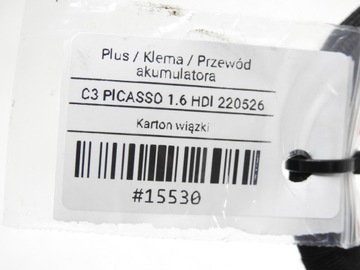 Plus / Klema / Przewód
akumulatora
C3 PICASSO 1.6 HDI 220526
Karton wiązki
#15530